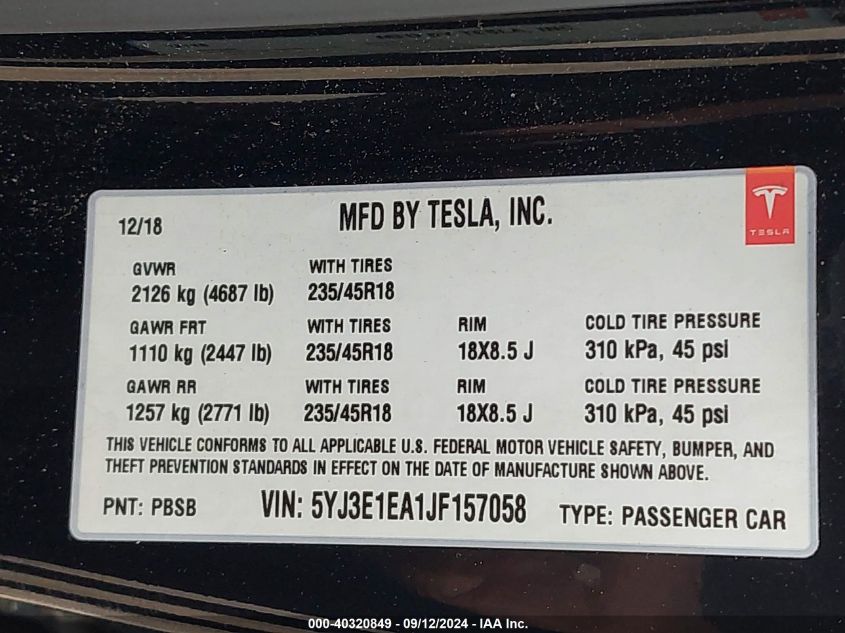 12/18
MFD BY TESLA, INC.
TESLA
GVWR WITH TIRES
2126 kg (4687 lb) 235/45R18
GAWR FRT WITH TIRES RIM COLD TIRE PRESSURE
1110 kg (2447 lb) 235/45R18 18X8.5 J 310 kPa, 45 psi
GAWR RR WITH TIRES RIM COLD TIRE PRESSURE
1257 kg (2771 lb) 235/45R18 18X8.5 J 310 kPa, 45 psi
THIS VEHICLE CONFORMS TO ALL APPLICABLE U.S. FEDERAL MOTOR VEHICLE SAFETY, BUMPER, AND
THEFT PREVENTION STANDARDS IN EFFECT ON THE DATE OF MANUFACTURE SHOWN ABOVE.
PNT: PBSB VIN: 5YJ3E1EA1JF157058 TYPE: PASSENGER CAR
000-40320849 - 09/12/2024 - IAA Inc.